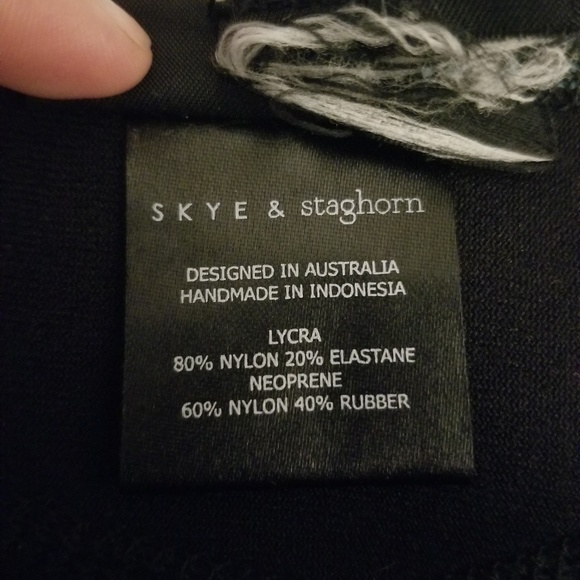 SKYE & staghorn
DESIGNED IN AUSTRALIA
HANDMADE IN INDONESIA
LYCRA
80% NYLON 20% ELASTANE
NEOPRENE
60% NYLON 40% RUBBER